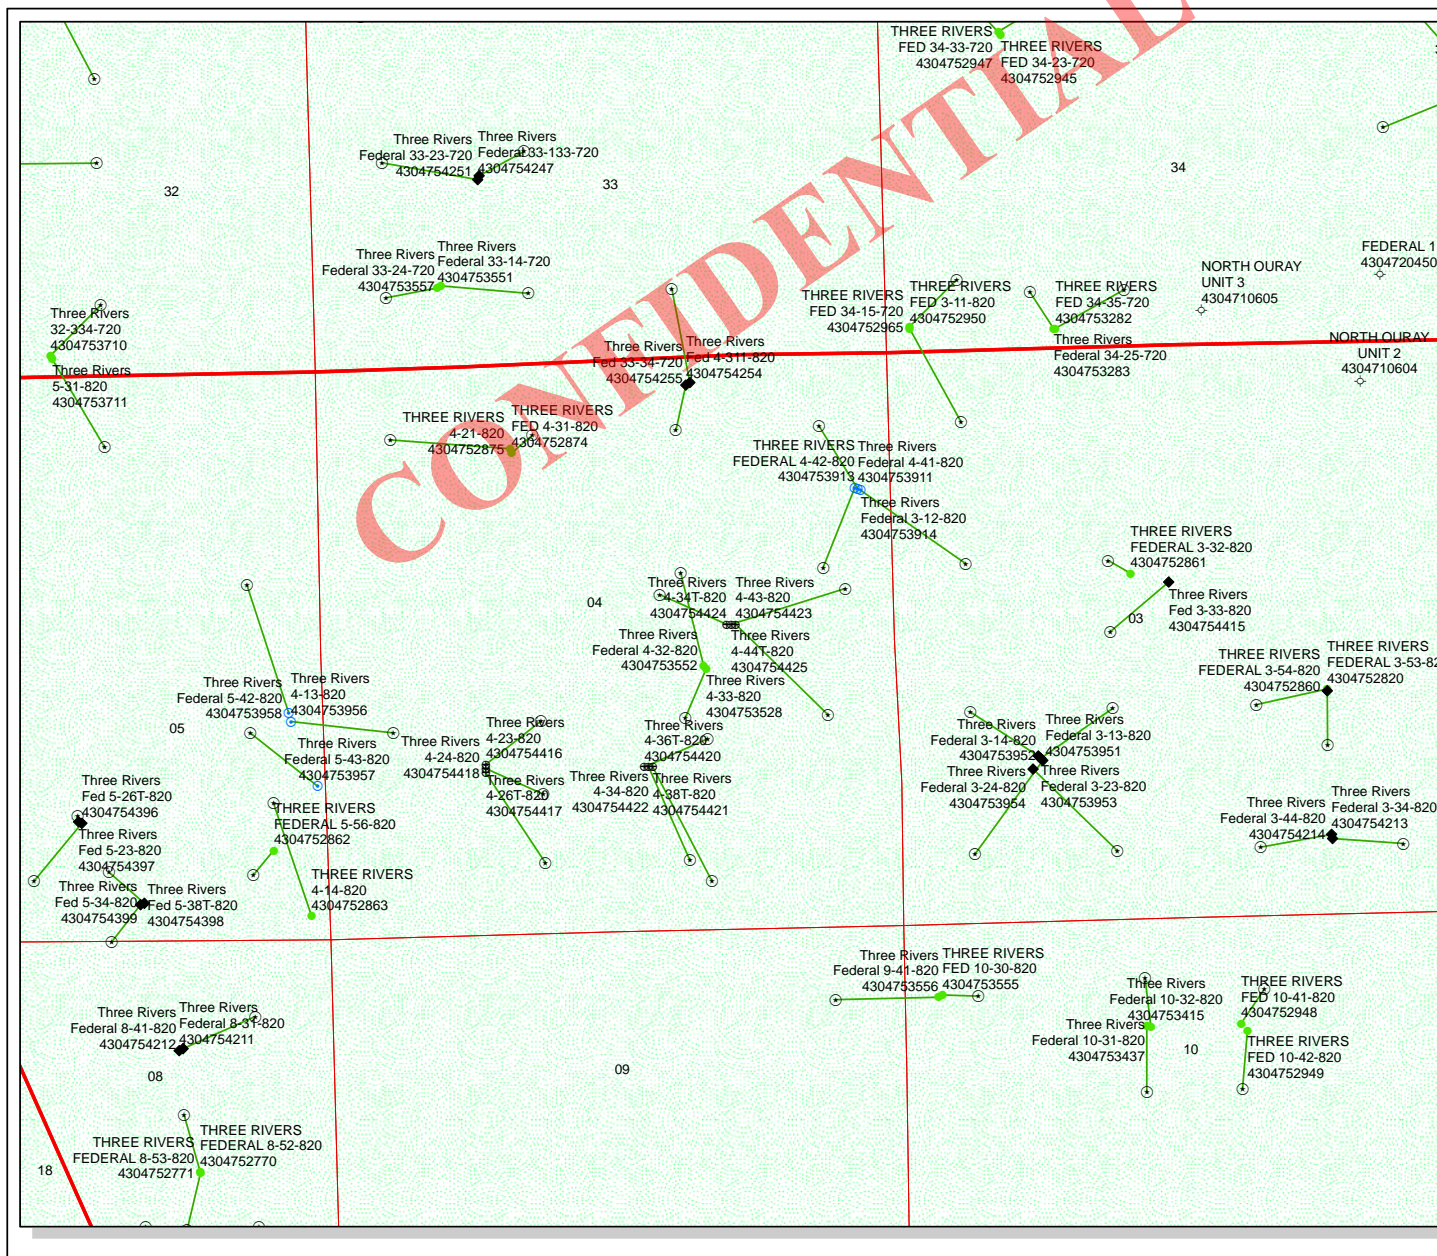 CONFIDENTIAL
THREE RIVERS
FED 34-33-720
4304752947
THREE RIVERS
FED 34-23-720
4304752945
Three Rivers
Federal 33-23-720
4304754251
Three Rivers
Federal 33-133-720
4304754247
32
33
34
Three Rivers
Federal 33-24-720
4304753557
Three Rivers
Federal 33-14-720
4304753551
FEDERAL 1
4304720450
NORTH OURAY
UNIT 3
4304710605
THREE RIVERS
FED 34-15-720
4304752965
THREE RIVERS
FED 3-11-820
4304752950
THREE RIVERS
FED 34-35-720
4304753282
Three Rivers
Federal 34-25-720
4304753283
NORTH OURAY
UNIT 2
4304710604
Three Rivers
32-334-720
4304753710
Three Rivers
5-31-820
4304753711
Three Rivers
Fed 33-34-720
4304754255
Three Rivers
Fed 4-311-820
4304754254
THREE RIVERS
4-21-820
4304752875
THREE RIVERS
FED 4-31-820
4304752874
THREE RIVERS
FEDERAL 4-42-820
4304753913
Three Rivers
Federal 4-41-820
4304753911
Three Rivers
Federal 3-12-820
4304753914
THREE RIVERS
FEDERAL 3-32-820
4304752861
Three Rivers
Fed 3-33-820
4304754415
03
04
Three Rivers
4-34T-820
4304754424
Three Rivers
4-43-820
4304754423
Three Rivers
4-44T-820
4304754425
Three Rivers
Federal 4-32-820
4304753552
Three Rivers
4-33-820
4304753528
THREE RIVERS
FEDERAL 3-54-820
4304752860
THREE RIVERS
FEDERAL 3-53-82
4304752820
Three Rivers
Federal 5-42-820
4304753958
Three Rivers
4-13-820
4304753956
05
Three Rivers
Federal 5-43-820
4304753957
Three Rivers
4-24-820
4304754418
Three Rivers
4-23-820
4304754416
Three Rivers
4-26T-820
4304754417
Three Rivers
4-36T-820
4304754420
Three Rivers
4-34-820
4304754422
Three Rivers
4-38T-820
4304754421
Three Rivers
Federal 3-14-820
4304753952
Three Rivers
Federal 3-13-820
4304753951
Three Rivers
Federal 3-24-820
4304753954
Three Rivers
Federal 3-23-820
4304753953
Three Rivers
Federal 3-44-820
4304754214
Three Rivers
Federal 3-34-820
4304754213
Three Rivers
Fed 5-26T-820
4304754396
Three Rivers
Fed 5-23-820
4304754397
THREE RIVERS
FEDERAL 5-56-820
4304752862
Three Rivers
Fed 5-34-820
4304754399
Three Rivers
Fed 5-38T-820
4304754398
THREE RIVERS
4-14-820
4304752863
Three Rivers
Federal 9-41-820
4304753556
THREE RIVERS
FED 10-30-820
4304753555
Three Rivers
Federal 10-32-820
4304753415
Three Rivers
Federal 10-31-820
4304753437
THREE RIVERS
FED 10-41-820
4304752948
THREE RIVERS
FED 10-42-820
4304752949
10
Three Rivers
Federal 8-41-820
4304754212
Three Rivers
Federal 8-31-820
4304754211
08
09
THREE RIVERS
FEDERAL 8-53-820
4304752771
THREE RIVERS
FEDERAL 8-52-820
4304752770
18